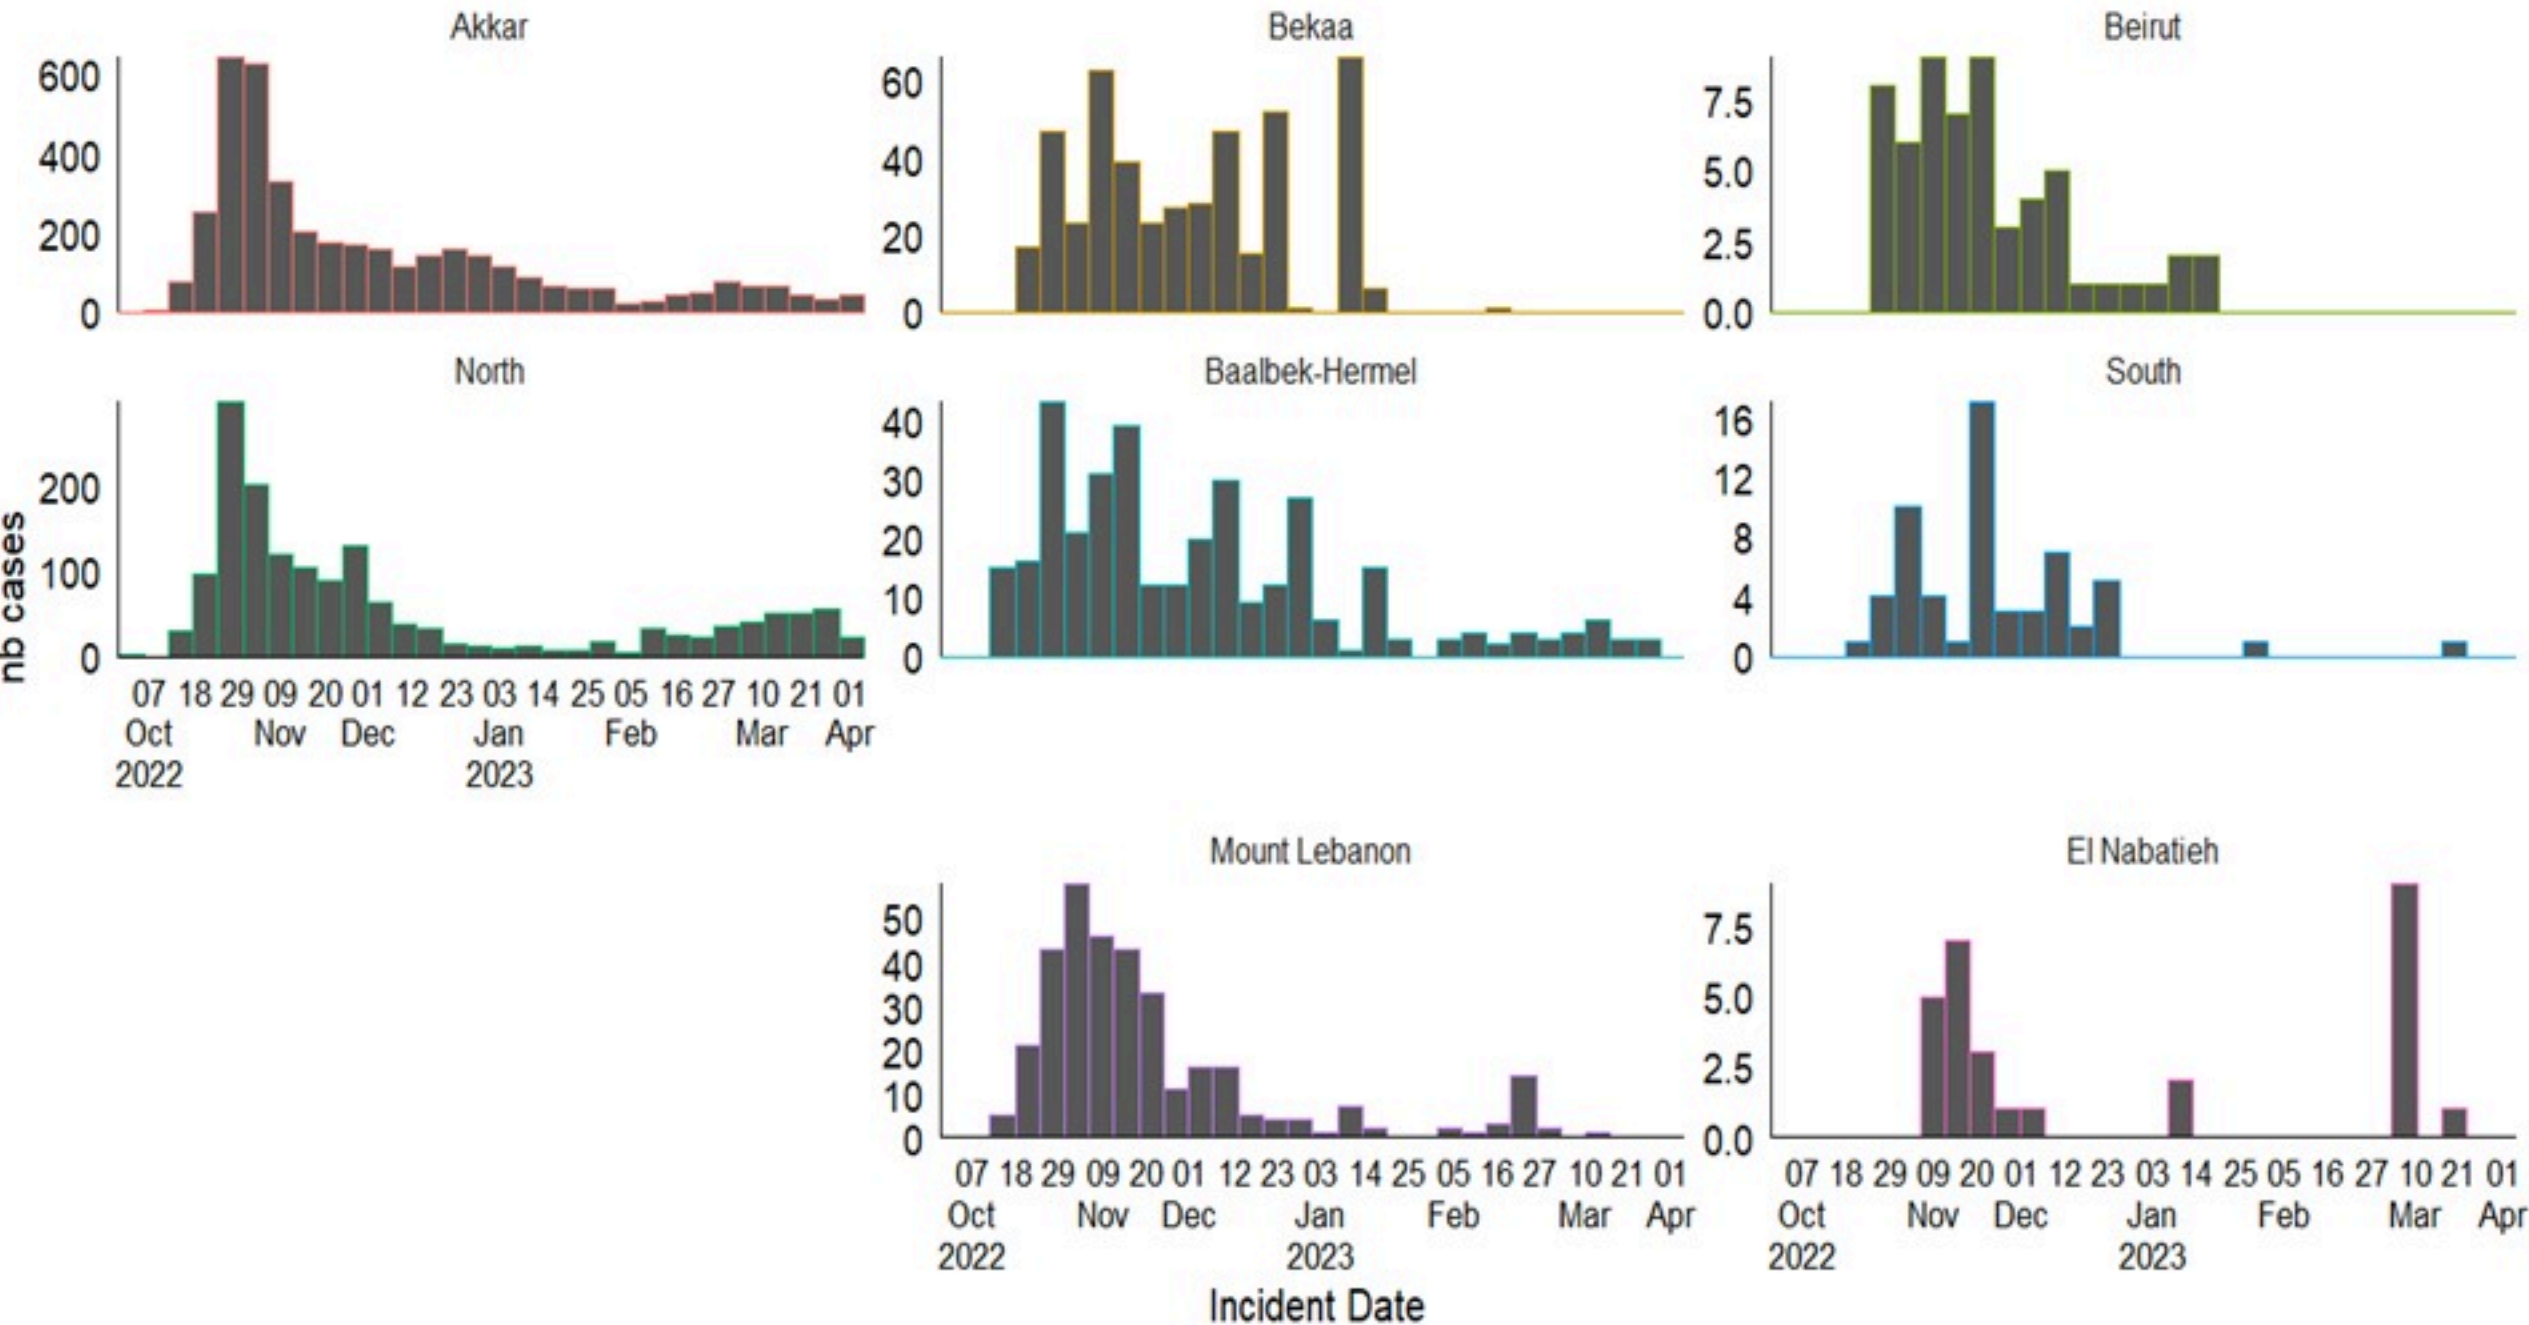 Akkar
600
400
200
0
Bekaa
60
40
20
0
Beirut
7.5
5.0
2.5
0.0
North
200
100
0
07 18 29 09 20 01 12 23 03 14 25 05 16 27 10 21 01
Oct Nov Dec Jan Feb Mar Apr
2022 2023
Baalbek-Hermel
40
30
20
10
0
South
16
12
8
4
0
nb cases
Mount Lebanon
50
40
30
20
10
0
07 18 29 09 20 01 12 23 03 14 25 05 16 27 10 21 01
Oct Nov Dec Jan Feb Mar Apr
2022 2023
El Nabatieh
7.5
5.0
2.5
0.0
07 18 29 09 20 01 12 23 03 14 25 05 16 27 10 21 01
Oct Nov Dec Jan Feb Mar Apr
2022 2023
Incident Date